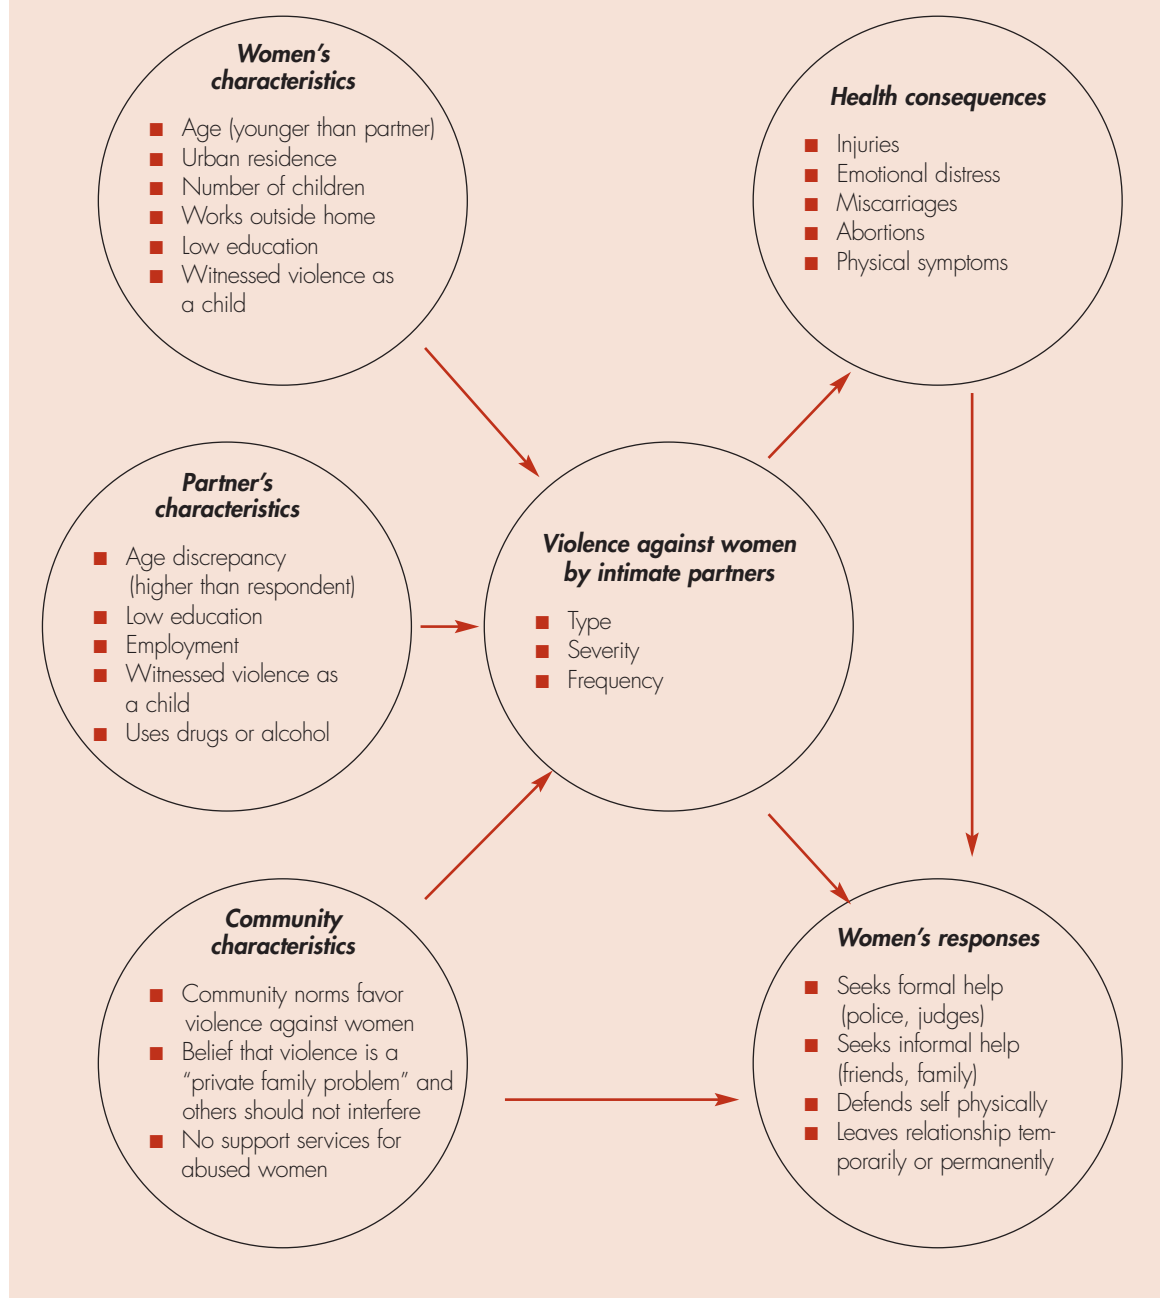 Women's
characteristics
■ Age (younger than partner)
■ Urban residence
■ Number of children
■ Works outside home
■ Low education
■ Witnessed violence as
a child
Health consequences
■ Injuries
■ Emotional distress
■ Miscarriages
■ Abortions
■ Physical symptoms
Partner's
characteristics
■ Age discrepancy
(higher than respondent)
■ Low education
■ Employment
■ Witnessed violence as
a child
■ Uses drugs or alcohol
Violence against women
by intimate partners
■ Type
■ Severity
■ Frequency
Community
characteristics
■ Community norms favor
violence against women
■ Belief that violence is a
"private family problem" and
others should not interfere
■ No support services for
abused women
Women's responses
■ Seeks formal help
(police, judges)
■ Seeks informal help
(friends, family)
■ Defends self physically
■ Leaves relationship tem-
porarily or permanently